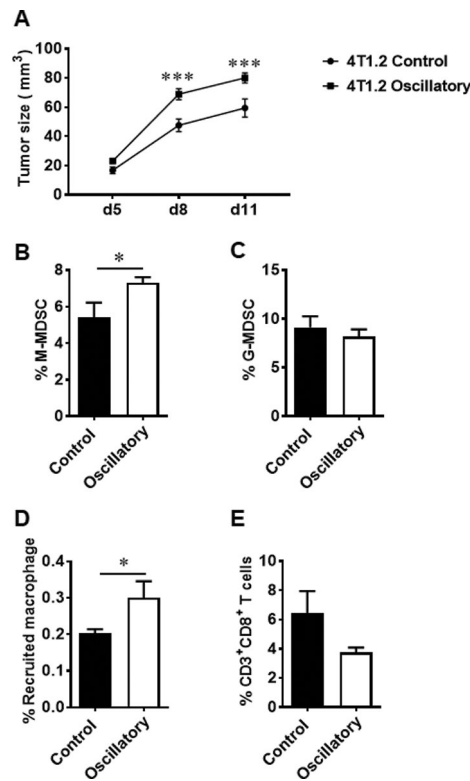 A
Tumor size ( mm³)
100
80
60
40
20
0
***
***
d5 d8 d11
4T1.2 Control
4T1.2 Oscillatory
B
% M-MDSC
8
6
4
2
0
*
Control
Oscillatory
C
% G-MDSC
15
10
5
0
Control
Oscillatory
D
% Recruited macrophage
0.4
0.3
0.2
0.1
0.0
*
Control
Oscillatory
E
% CD3⁺CD8⁺ T cells
10
8
6
4
2
0
Control
Oscillatory